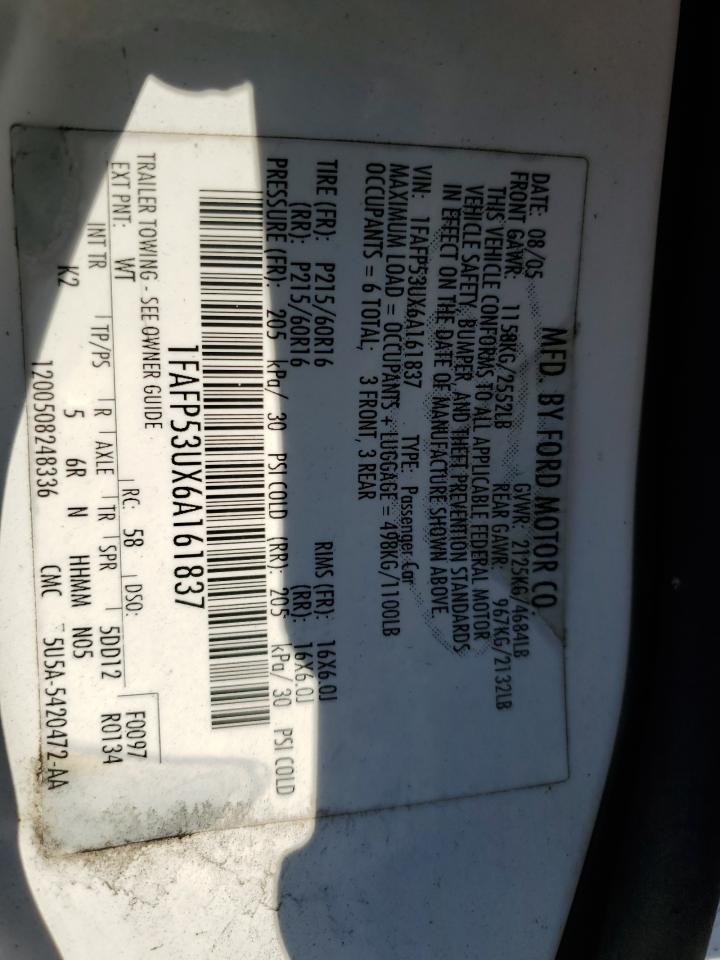 MFD. BY FORD MOTOR CO.
DATE: 08/05 GVWR: 2125KG/4684LB
FRONT GAWR: 1158KG/2552LB REAR GAWR: 967KG/2132LB
THIS VEHICLE CONFORMS TO ALL APPLICABLE FEDERAL MOTOR
VEHICLE SAFETY, BUMPER, AND THEFT PREVENTION STANDARDS
IN EFFECT ON THE DATE OF MANUFACTURE SHOWN ABOVE.
VIN: 1FAFP53UX6A161837 TYPE: Passenger Car
MAXIMUM LOAD = OCCUPANTS + LUGGAGE = 498KG/1100LB
OCCUPANTS = 6 TOTAL, 3 FRONT, 3 REAR
TIRE (FR): P215/60R16 RIMS (FR): 16X6.0J
(RR): P215/60R16 (RR): 16X6.0J
PRESSURE (FR): 205 kPa/ 30 PSI COLD (RR): 205 kPa/ 30 PSI COLD
1FAFP53UX6A161837
TRAILER TOWING - SEE OWNER GUIDE
EXT PNT: WT RC: 58 DSO: F0097
R0134
INT TR TP/PS R AXLE TR SPR 5DD12
K2 5 6R N HHMM N05
1200508248336 CMC 5U5A-5420472-AA